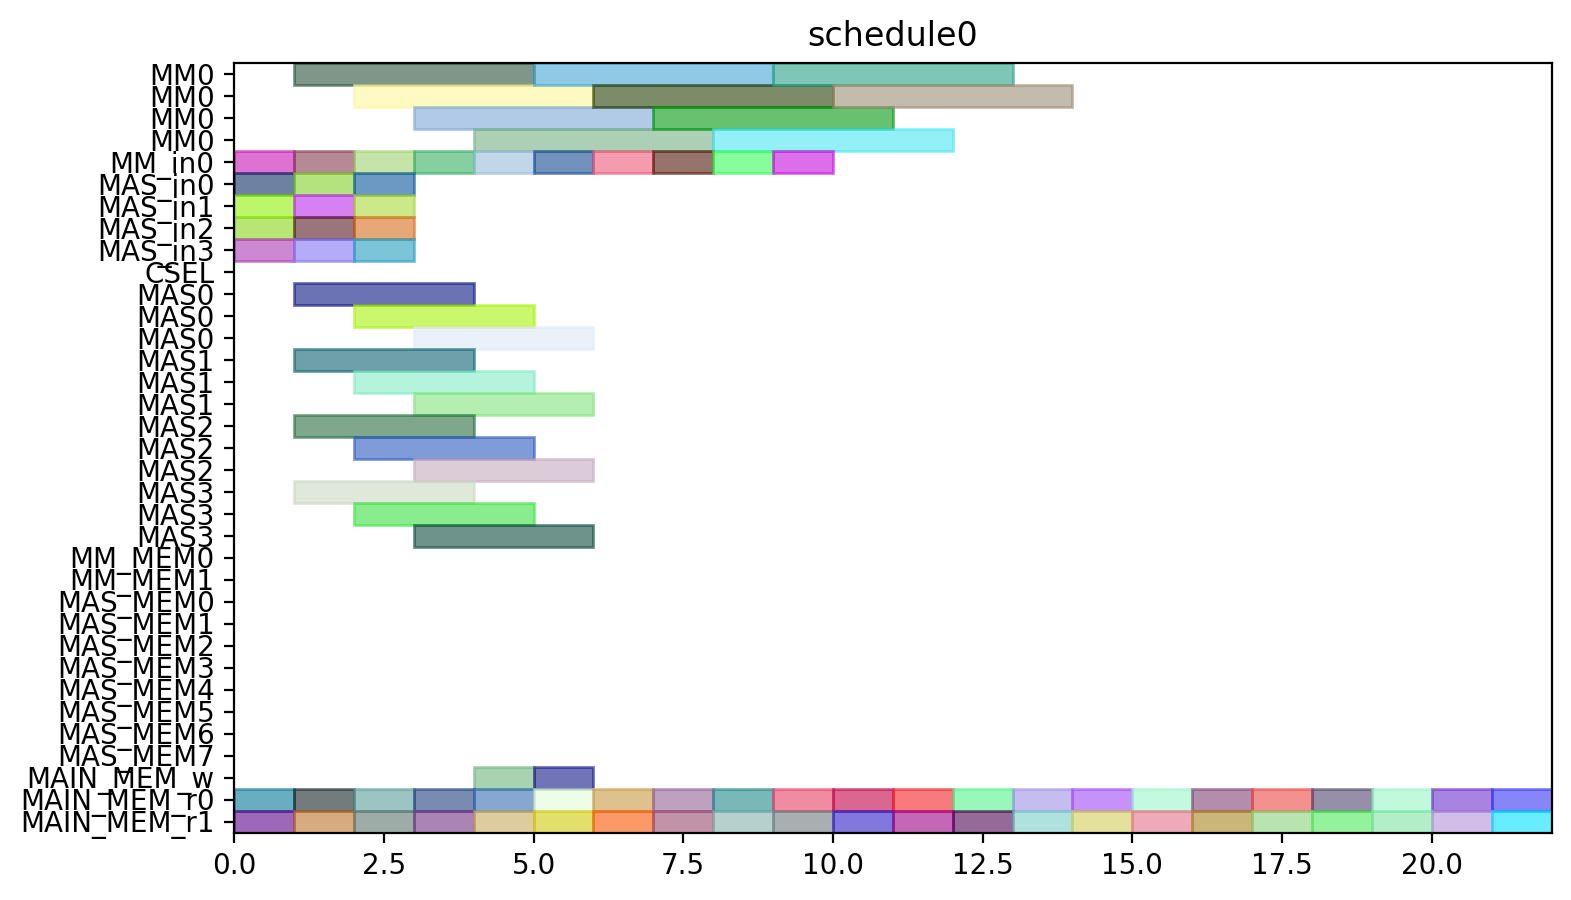 schedule0
MM0
MM0
MM0
MM0
MM_in0
MAS_in0
MAS_in1
MAS_in2
MAS_in3
CSEL
MAS0
MAS0
MAS0
MAS1
MAS1
MAS1
MAS2
MAS2
MAS2
MAS3
MAS3
MAS3
MM_MEM0
MM_MEM1
MAS_MEM0
MAS_MEM1
MAS_MEM2
MAS_MEM3
MAS_MEM4
MAS_MEM5
MAS_MEM6
MAS_MEM7
MAIN_MEM_w
MAIN_MEM_r0
MAIN_MEM_r1
0.0 2.5 5.0 7.5 10.0 12.5 15.0 17.5 20.0